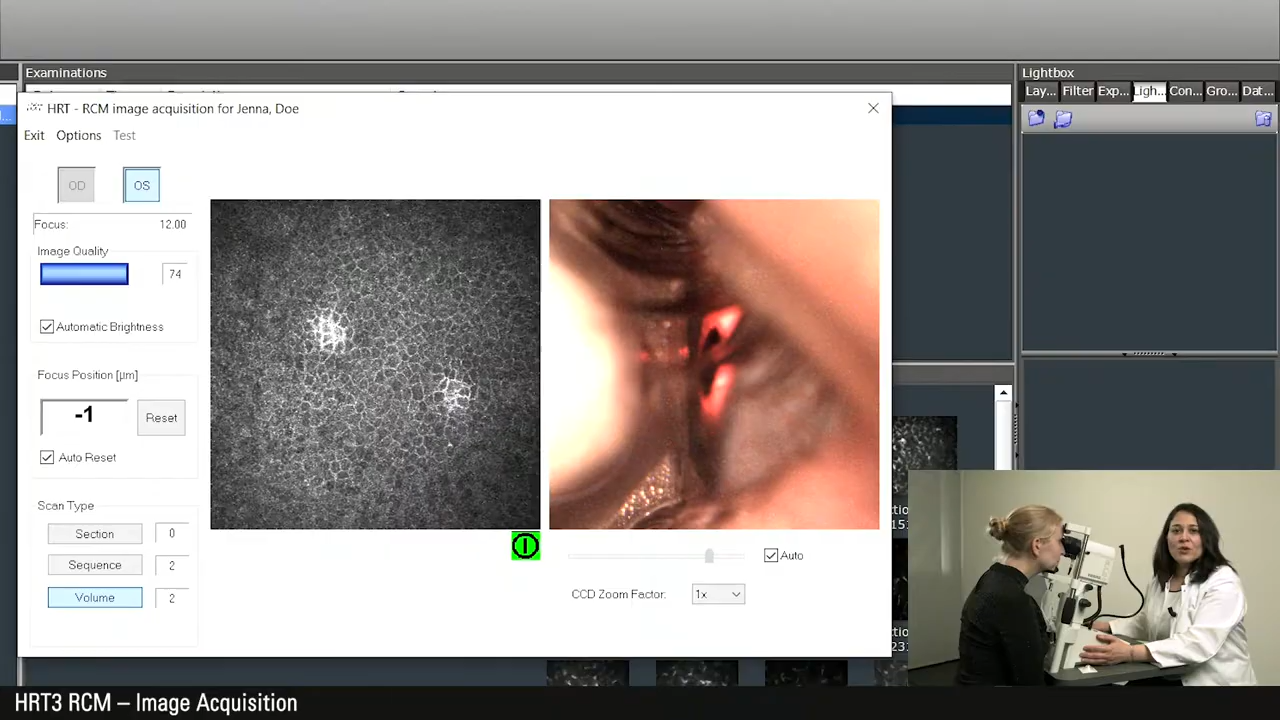 Examinations
Lightbox
HRT - RCM image acquisition for Jenna, Doe
Lay... Filter Exp... Ligh... Con... Gro... Dat...
Exit Options Test
OD OS
Focus: 12.00
Image Quality
74
Automatic Brightness
Focus Position [µm]
-1 Reset
Auto Reset
Scan Type
Section 0
Sequence 2
Volume 2
Auto
CCD Zoom Factor: 1x
HRT3 RCM – Image Acquisition